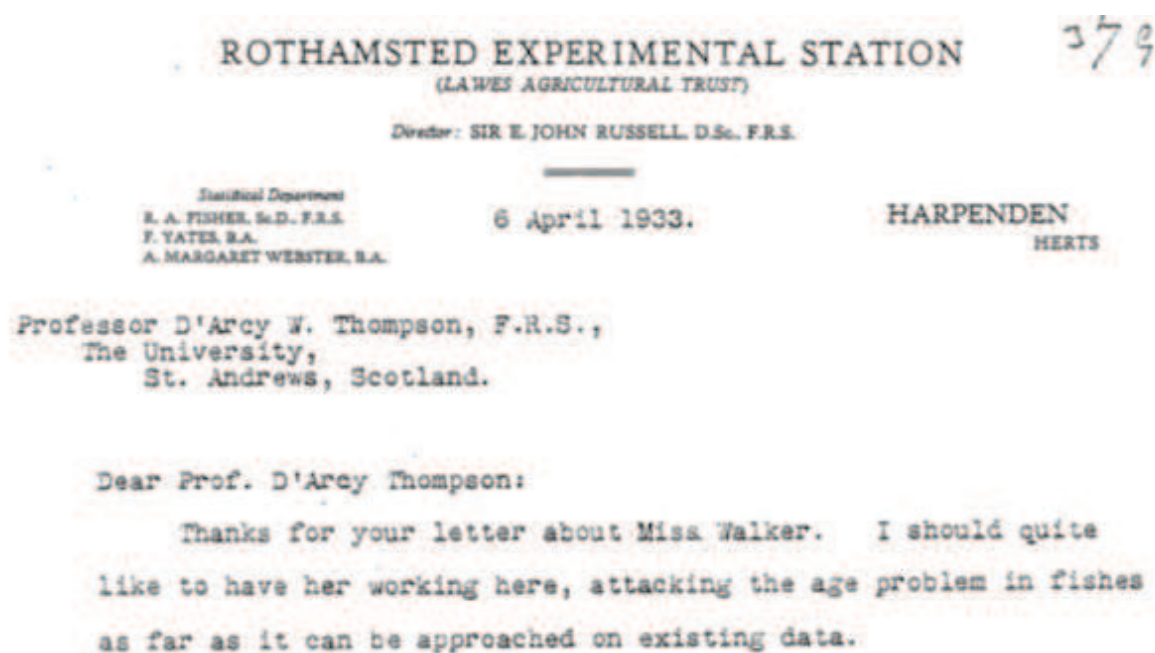 379
ROTHAMSTED EXPERIMENTAL STATION
(LAWES AGRICULTURAL TRUST)
Director: SIR E. JOHN RUSSELL, D.Sc., F.R.S.
Statistical Department
R. A. FISHER, Sc.D., F.R.S.
F. YATES, B.A.
A. MARGARET WEBSTER, B.A.
6 April 1933.
HARPENDEN
HERTS
Professor D'Arcy W. Thompson, F.R.S.,
The University,
St. Andrews, Scotland.
Dear Prof. D'Arcy Thompson:
Thanks for your letter about Miss Walker. I should quite
like to have her working here, attacking the age problem in fishes
as far as it can be approached on existing data.